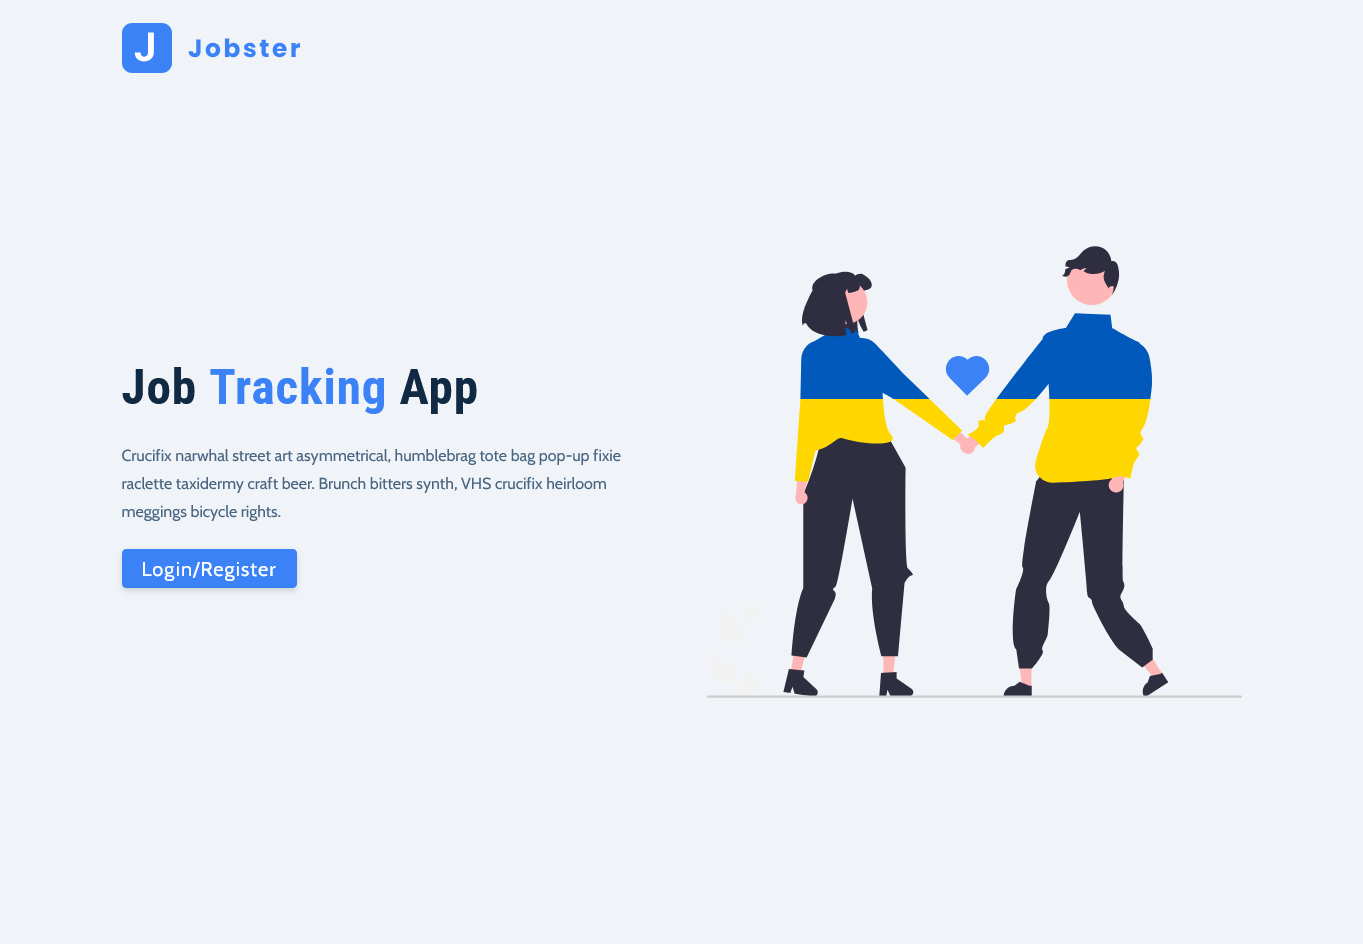 J Jobster
Job Tracking App
Crucifix narwhal street art asymmetrical, humblebrag tote bag pop-up fixie
raclette taxidermy craft beer. Brunch bitters synth, VHS crucifix heirloom
meggings bicycle rights.
Login/Register